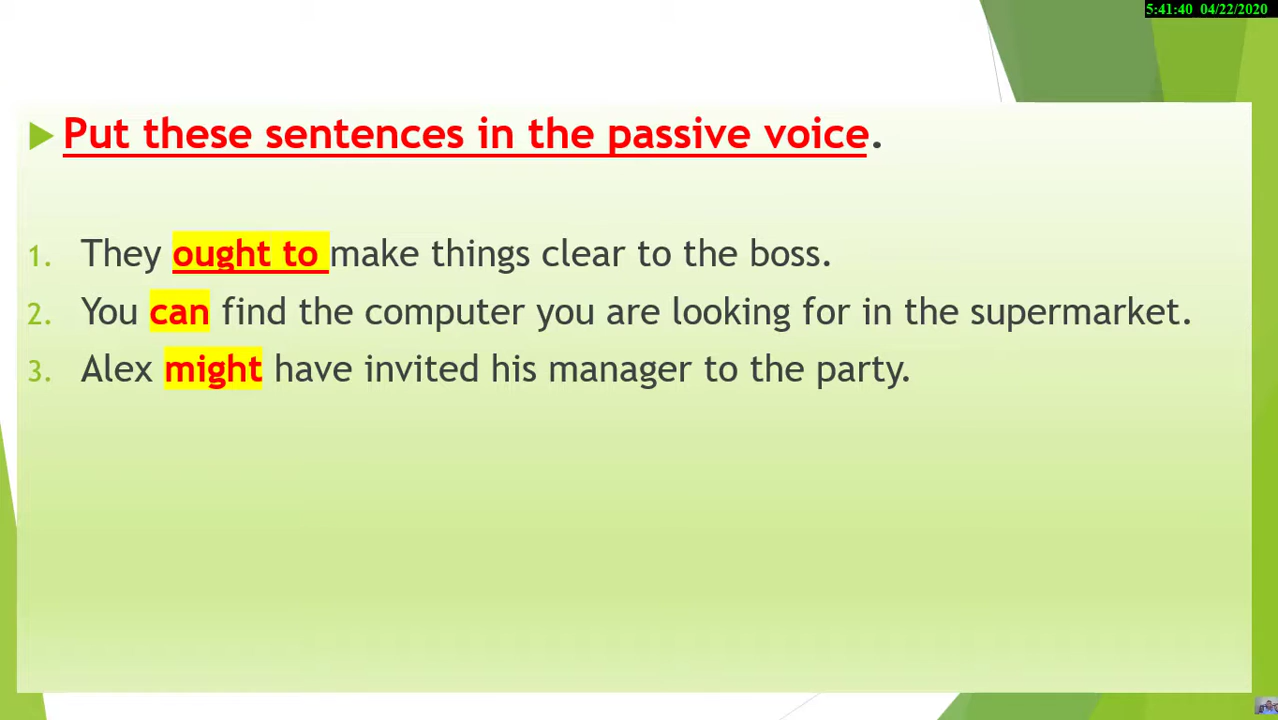 5:41:40 04/22/2020
Put these sentences in the passive voice.
1. They ought to make things clear to the boss.
2. You can find the computer you are looking for in the supermarket.
3. Alex might have invited his manager to the party.